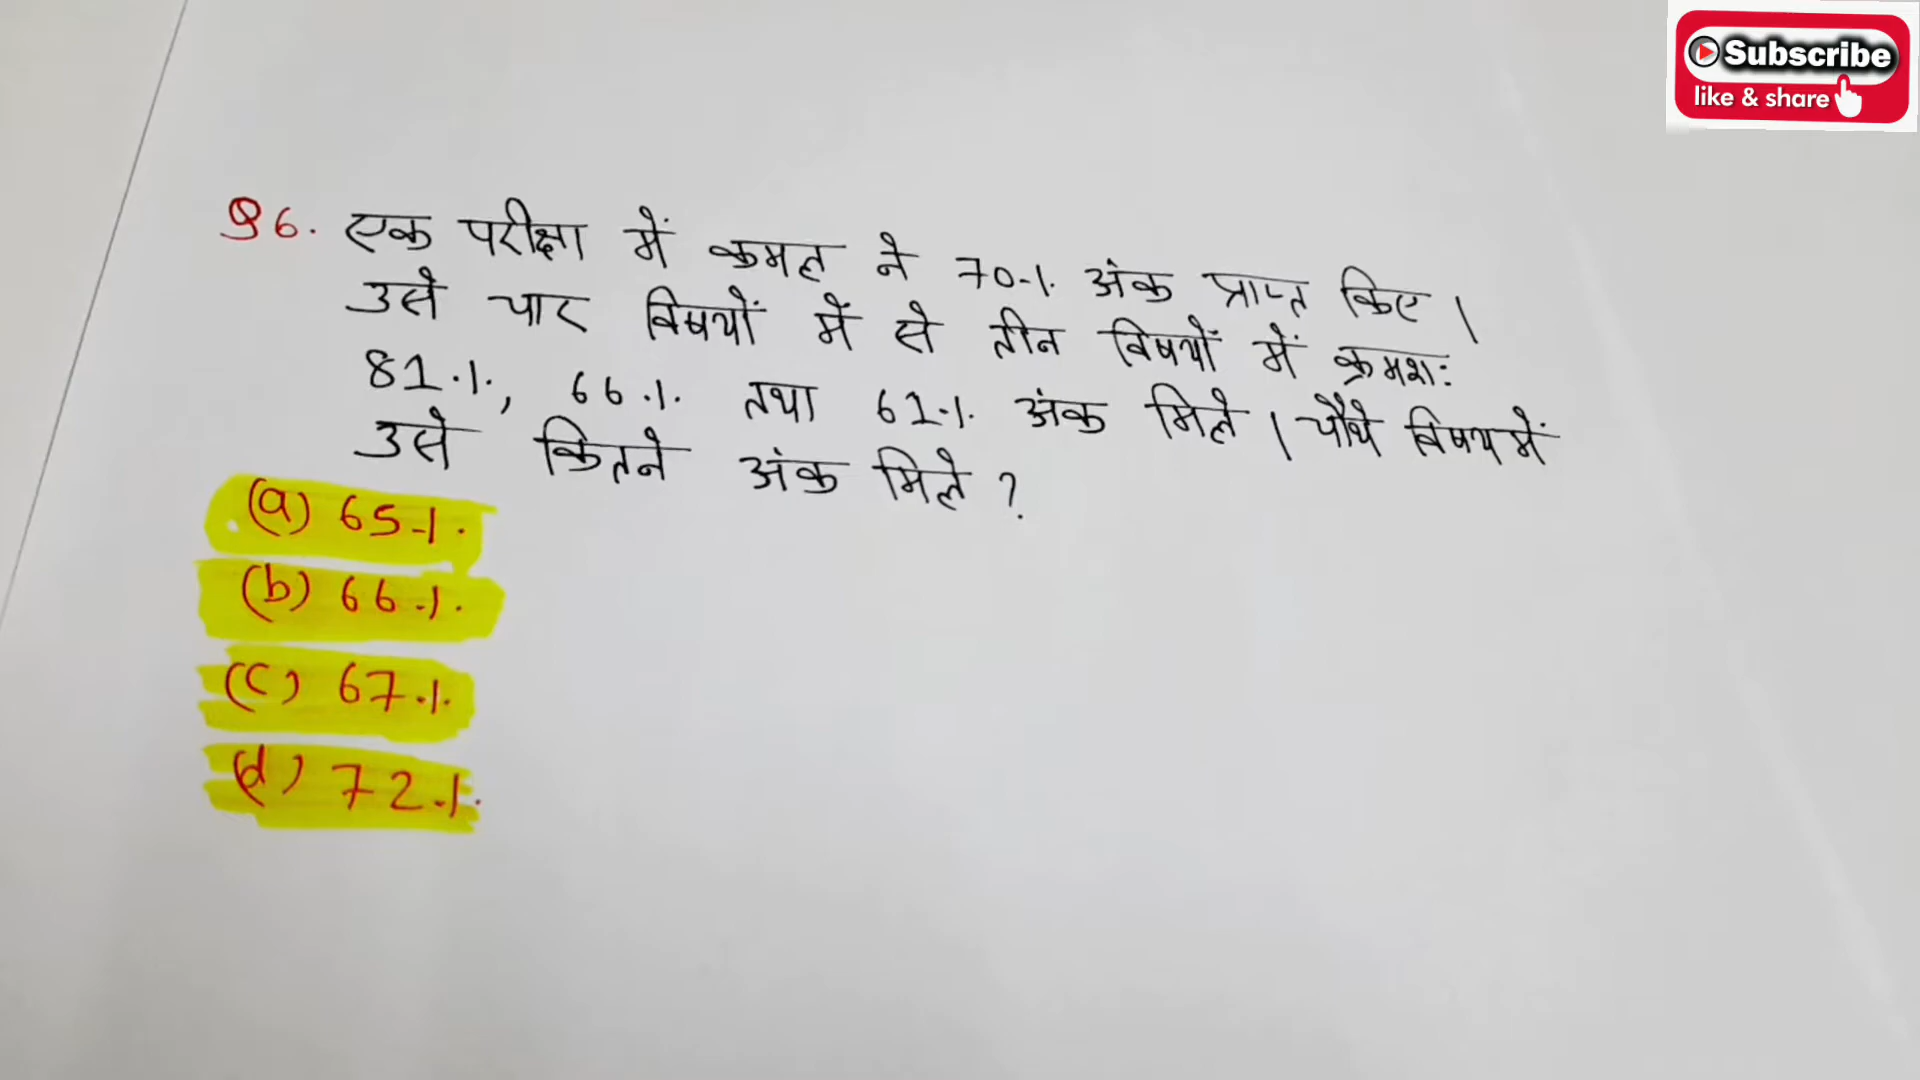 Subscribe
like & share
Q6. एक परीक्षा में कमल ने 70% अंक प्राप्त किए।
उसे चार विषयों में से तीन विषयों में क्रमशः
81%, 66% तथा 61% अंक मिले। चौथे विषय में
उसे कितने अंक मिले?
(a) 65%
(b) 66%
(c) 67%
(d) 72%